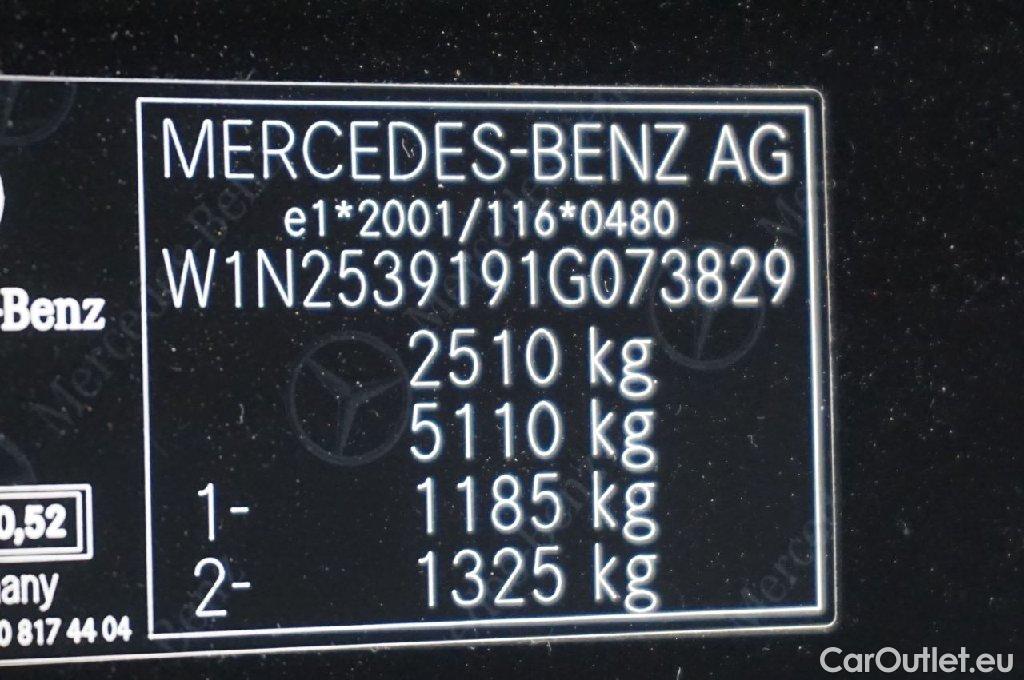 MERCEDES-BENZ AG
e1*2001/116*0480
W1N2539191G073829
2510 kg
5110 kg
1- 1185 kg
2- 1325 kg
-Benz
0,52
many
0 817 44 04
CarOutlet.eu